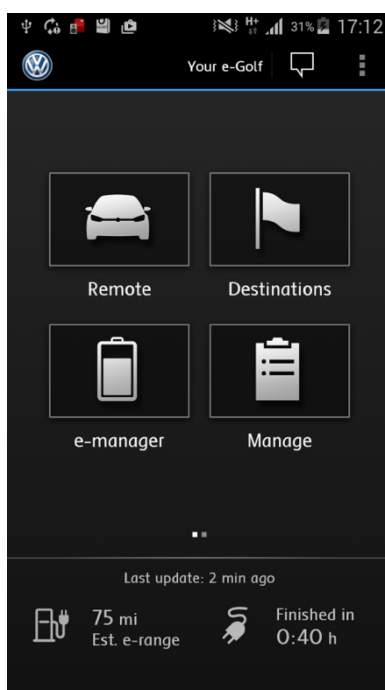 H+ 31% 17:12
Your e-Golf
Remote Destinations
e-manager Manage
Last update: 2 min ago
75 mi Finished in
Est. e-range 0:40 h